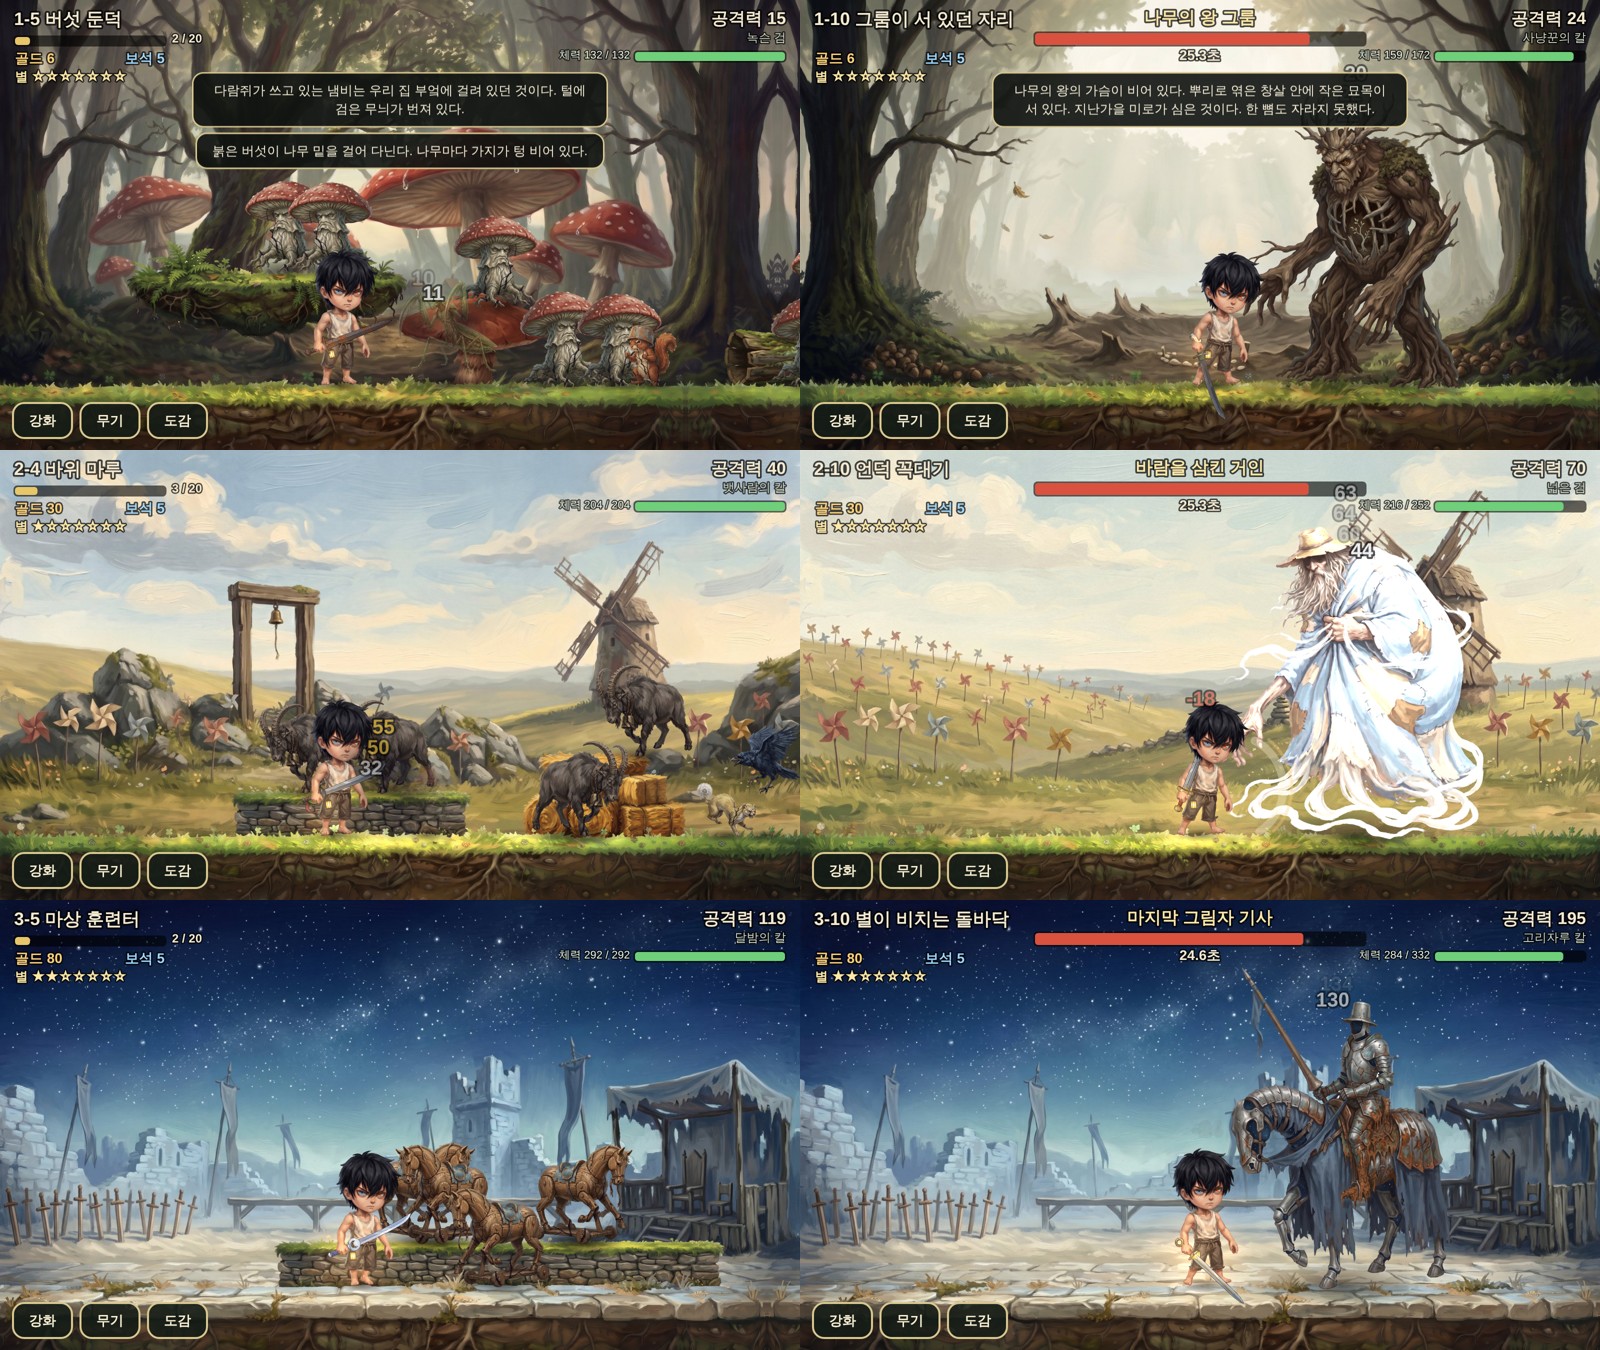 1-5 버섯 둔덕
2 / 20
골드 6
보석 5
별 ★☆☆☆☆☆☆
공격력 15
녹슨 검
체력 132 / 132
다람쥐가 쓰고 있는 냄비는 우리 집 부엌에 걸려 있던 것이다. 털에
검은 무늬가 번져 있다.
붉은 버섯이 나무 밑을 걸어 다닌다. 나무마다 가지가 텅 비어 있다.
10
11
강화
무기
도감
1-10 그룸이 서 있던 자리
골드 6
보석 5
나무의 왕 그룸
25.3초
공격력 24
사냥꾼의 칼
체력 159 / 172
20
나무의 왕의 가슴이 비어 있다. 뿌리로 엮은 창살 안에 작은 묘목이
서 있다. 지난가을 미로가 심은 것이다. 한 뼘도 자라지 못했다.
강화
무기
도감
2-4 바위 마루
3 / 20
골드 30
보석 5
공격력 40
뱃사람의 칼
체력 204 / 204
55
50
32
강화
무기
도감
2-10 언덕 꼭대기
골드 30
보석 5
바람을 삼킨 거인
25.3초
공격력 70
넓은 검
체력 216 / 252
63
64
44
-18
강화
무기
도감
3-5 마상 훈련터
2 / 20
골드 80
보석 5
공격력 119
달밤의 칼
체력 292 / 292
강화
무기
도감
3-10 별이 비치는 돌바닥
골드 80
보석 5
마지막 그림자 기사
24.6초
공격력 195
고리자루 칼
체력 284 / 332
130
강화
무기
도감